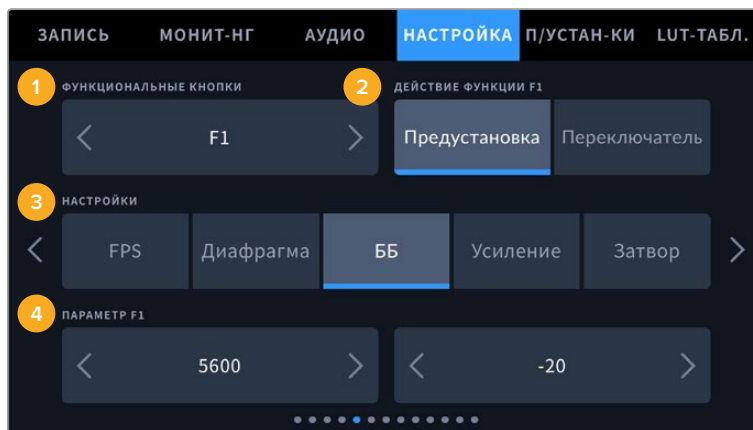 ЗАПИСЬ МОНИТ-НГ АУДИО НАСТРОЙКА П/УСТАН-КИ LUT-ТАБЛ.
1 ФУНКЦИОНАЛЬНЫЕ КНОПКИ 2 ДЕЙСТВИЕ ФУНКЦИИ F1
F1 Предустановка Переключатель
3 НАСТРОЙКИ
FPS Диафрагма ББ Усиление Затвор
4 ПАРАМЕТР F1
5600 -20